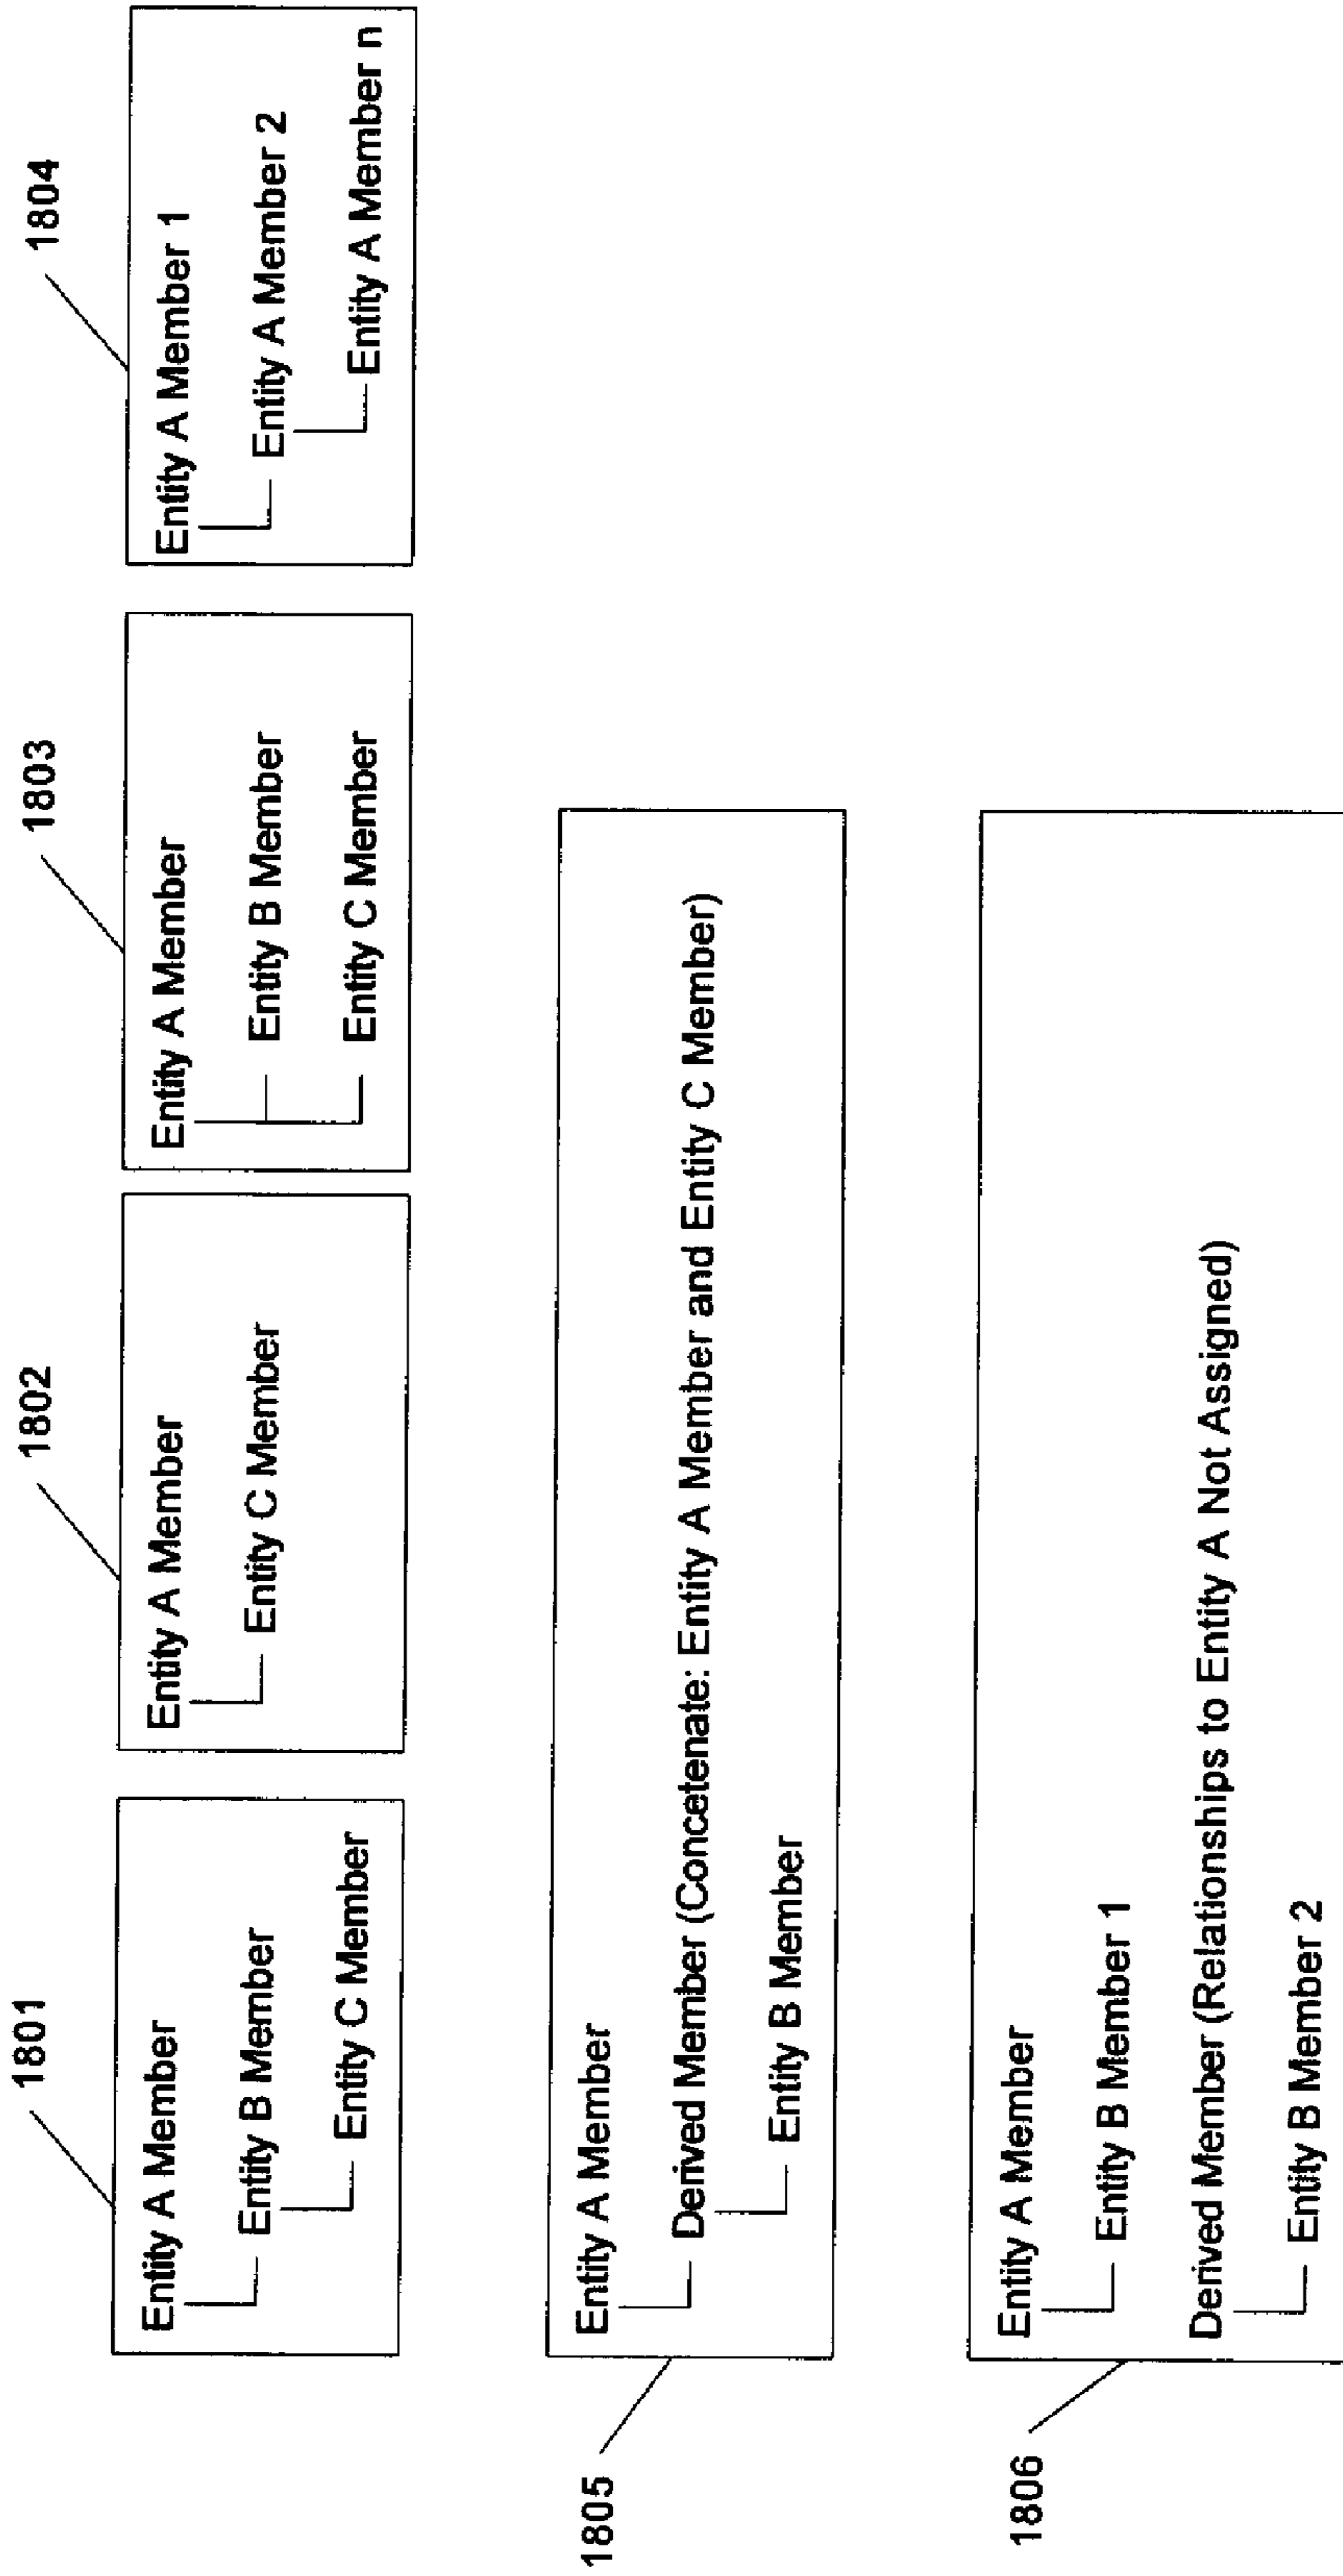 1801
Entity A Member
Entity B Member
Entity C Member
1802
Entity A Member
Entity C Member
1803
Entity A Member
Entity B Member
Entity C Member
1804
Entity A Member 1
Entity A Member 2
Entity A Member n
1805
Entity A Member
Derived Member (Concetenate: Entity A Member and Entity C Member)
Entity B Member
1806
Entity A Member
Entity B Member 1
Derived Member (Relationships to Entity A Not Assigned)
Entity B Member 2